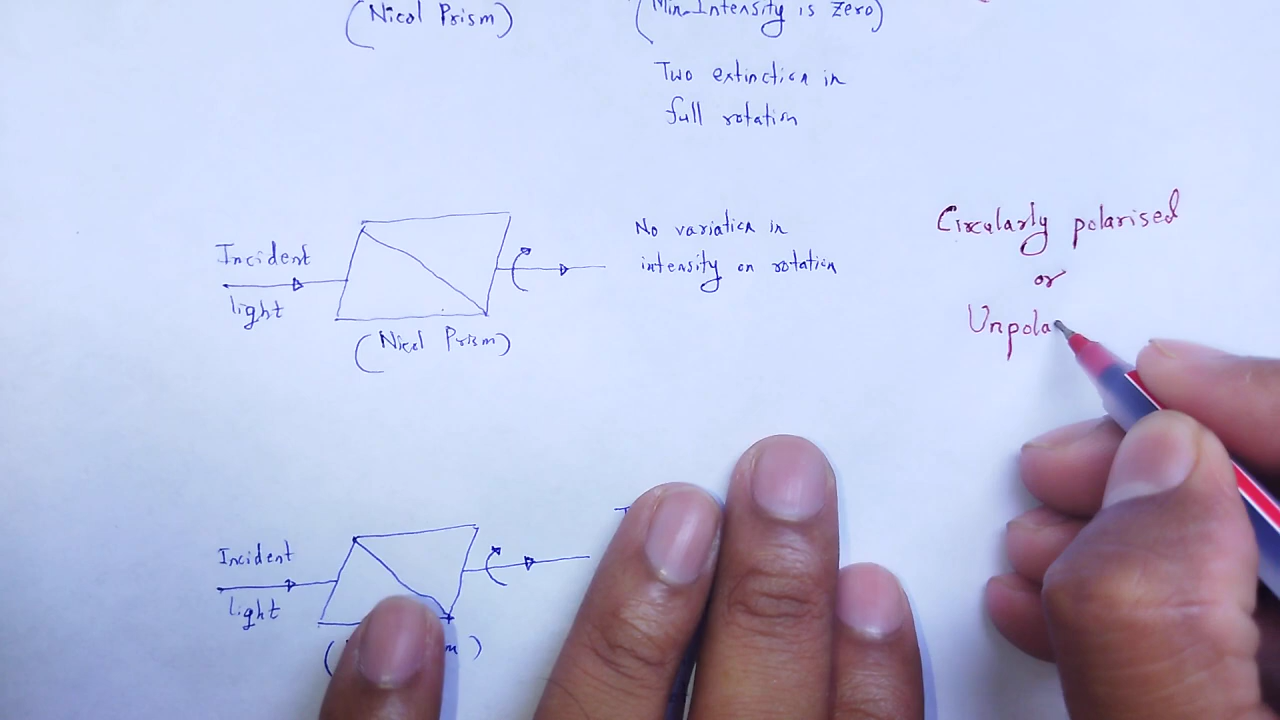 (Nicol Prism)
(Min. Intensity is zero)
Two extinction in
full rotation
Incident
light
(Nicol Prism)
No variation in
intensity on rotation
Circularly polarised
or
Unpola
Incident
light